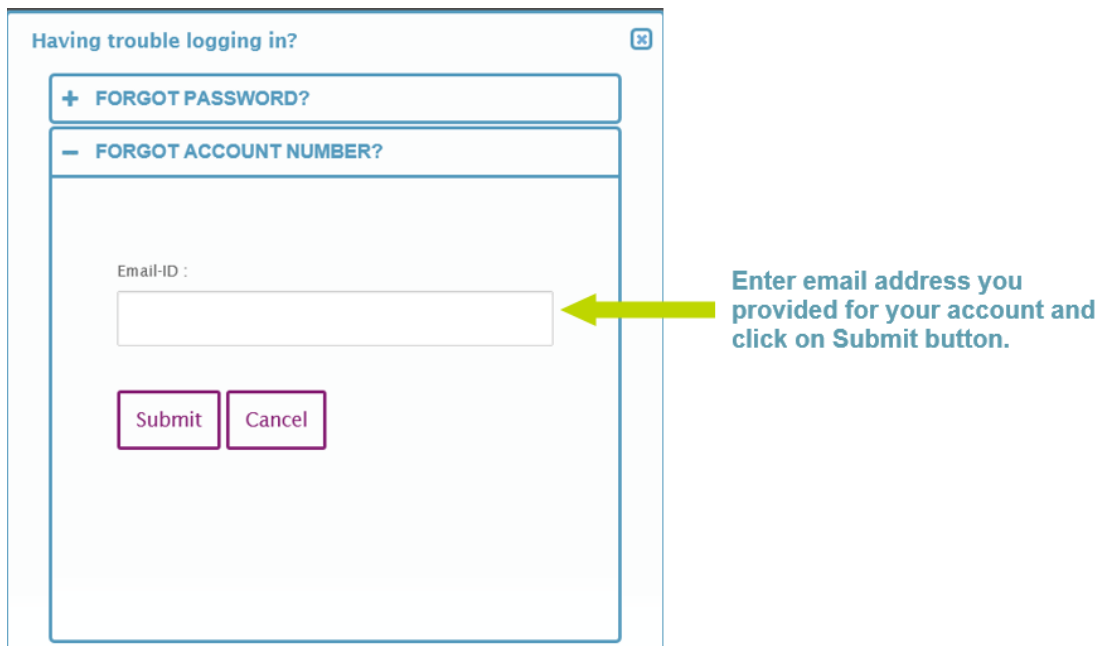 Having trouble logging in?
+ FORGOT PASSWORD?
− FORGOT ACCOUNT NUMBER?
Email-ID :
Enter email address you
provided for your account and
click on Submit button.
Submit Cancel